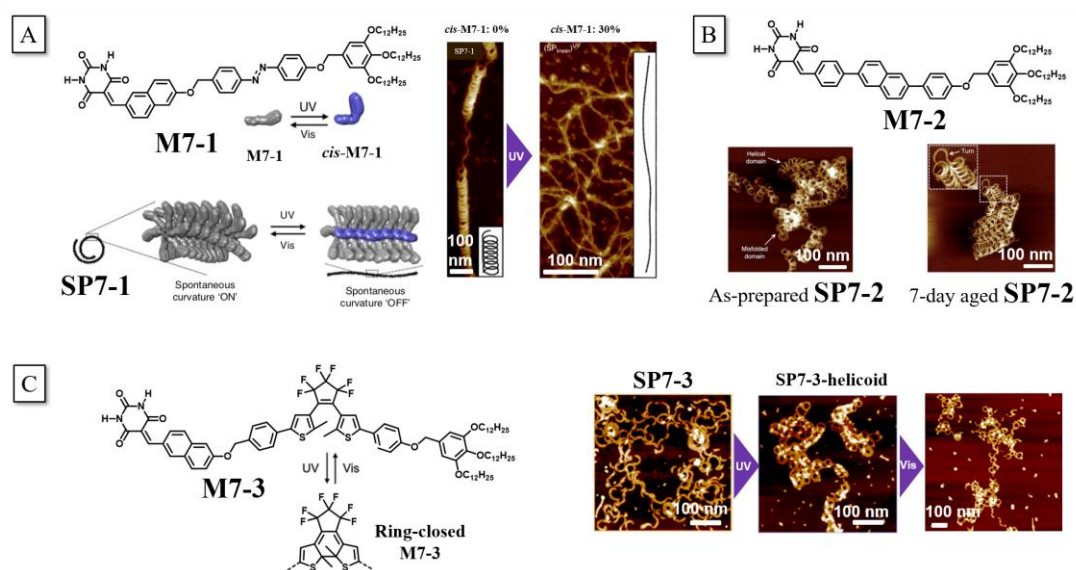 A
H
O
N
O
N
H
O
O
N
N
O
OC12H25
OC12H25
OC12H25
M7-1
UV
Vis
M7-1
cis-M7-1
SP7-1
UV
Vis
Spontaneous
curvature 'ON'
Spontaneous
curvature 'OFF'
cis-M7-1: 0%
SP7-1
100
nm
UV
cis-M7-1: 30%
100 nm
B
H
O
N
O
N
H
O
O
OC12H25
OC12H25
OC12H25
M7-2
Helical
domain
Misfolded
domain
100 nm
As-prepared SP7-2
Turn
100 nm
7-day aged SP7-2
C
O
H
N
O
HN
O
O
S
S
F
F
F
F
F
F
O
OC12H25
OC12H25
OC12H25
M7-3
UV
Vis
F
F
F
F
F
F
S
S
Ring-closed
M7-3
SP7-3
100 nm
UV
SP7-3-helicoid
100 nm
Vis
100 nm